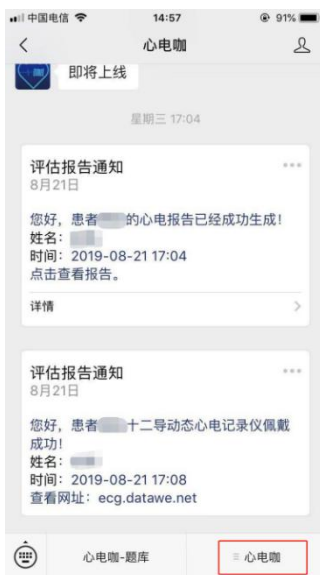 中国电信 14:57 91%
心电咖
即将上线
星期三 17:04
评估报告通知
8月21日
您好，患者 的心电报告已经成功生成！
姓名：
时间：2019-08-21 17:04
点击查看报告。
详情
评估报告通知
8月21日
您好，患者 十二导动态心电记录仪佩戴
成功！
姓名：
时间：2019-08-21 17:08
查看网址：ecg.datawe.net
心电咖-题库 心电咖